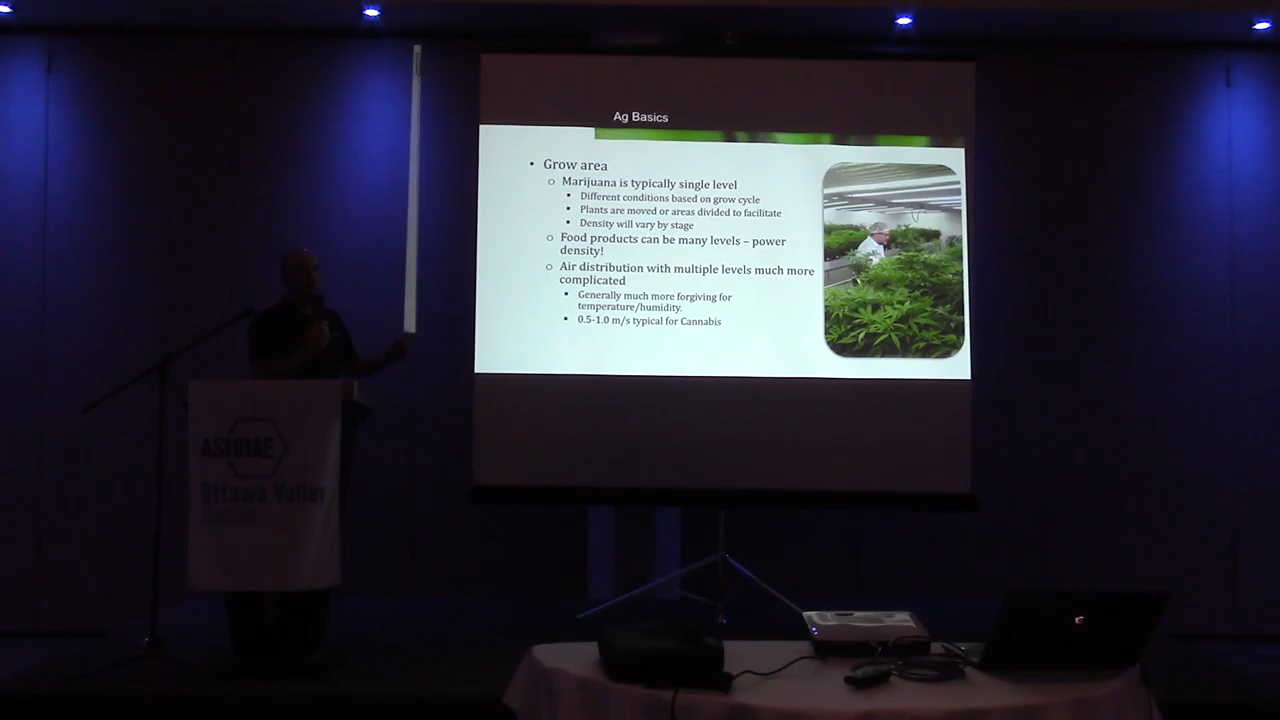 Ag Basics
• Grow area
o Marijuana is typically single level
▪ Different conditions based on grow cycle
▪ Plants are moved or areas divided to facilitate
▪ Density will vary by stage
o Food products can be many levels – power
density!
o Air distribution with multiple levels much more
complicated
▪ Generally much more forgiving for
temperature/humidity.
▪ 0.5-1.0 m/s typical for Cannabis
ASHRAE
Ottawa Valley